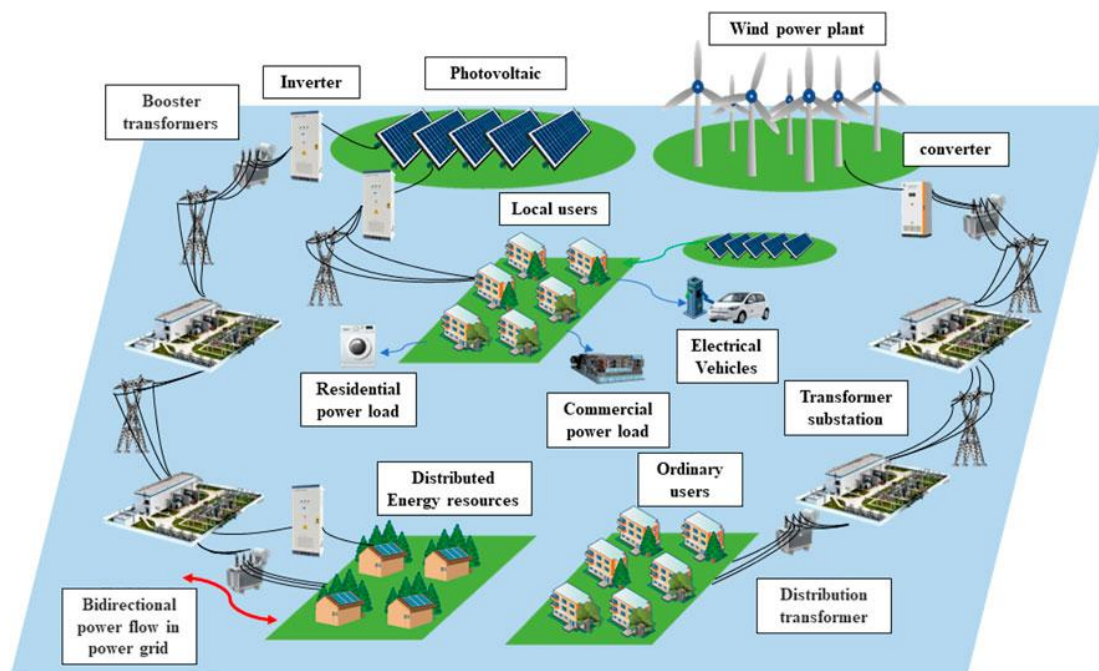 Wind power plant
Photovoltaic
Inverter
Booster
transformers
converter
Local users
Electrical
Vehicles
Residential
power load
Commercial
power load
Transformer
substation
Distributed
Energy resources
Ordinary
users
Bidirectional
power flow in
power grid
Distribution
transformer